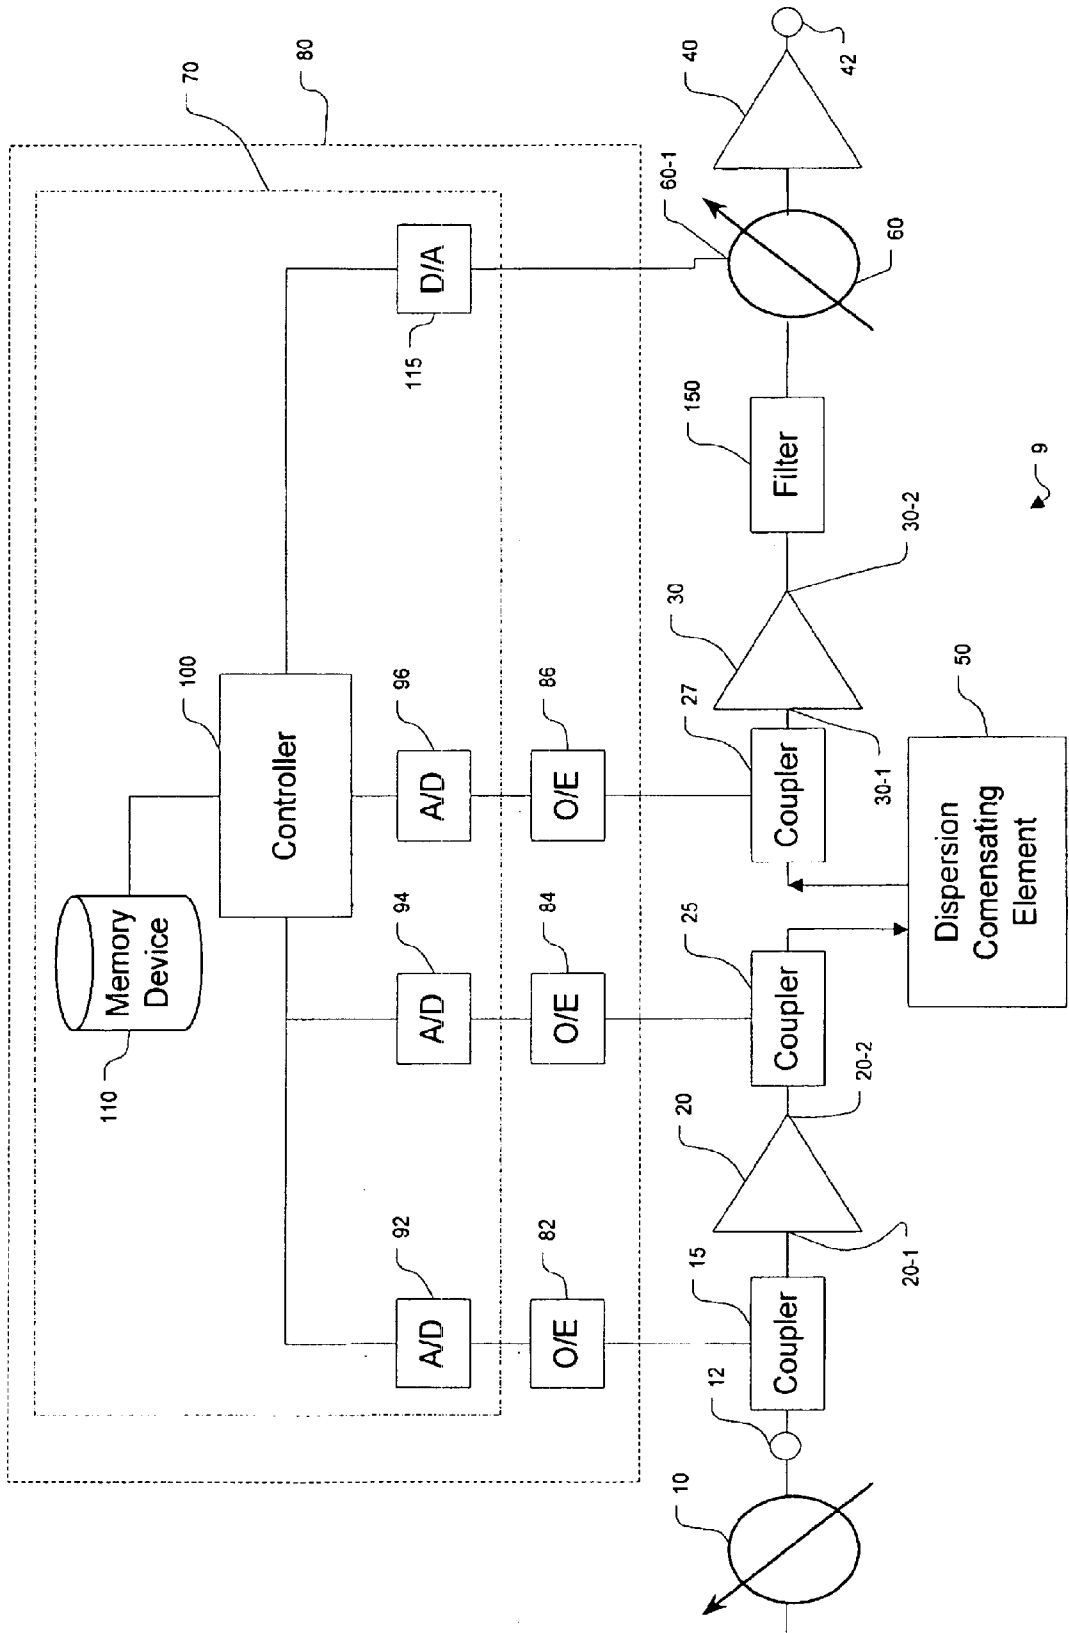 80
70
Memory
Device
110
100
Controller
92
A/D
94
A/D
96
A/D
D/A
115
82
O/E
84
O/E
86
O/E
10
12
15
Coupler
20
20-1
20-2
25
Coupler
27
Coupler
30
30-1
30-2
150
Filter
60-1
60
40
42
50
Dispersion
Comensating
Element
9